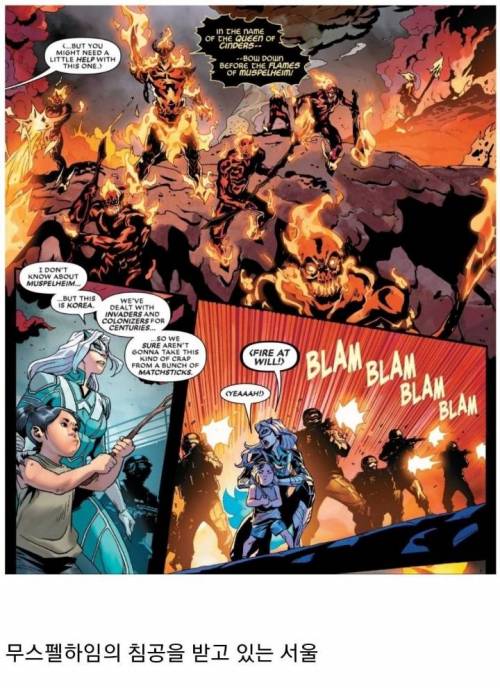 <...BUT YOU
MIGHT NEED A
LITTLE HELP WITH
THIS ONE.>
IN THE NAME
OF THE QUEEN OF
CINDERS--
--BOW DOWN
BEFORE THE FLAMES
OF MUSPELHEIM!
I DON'T
KNOW ABOUT
MUSPELHEIM...
...BUT THIS
IS KOREA.
WE'VE
DEALT WITH
INVADERS AND
COLONIZERS FOR
CENTURIES...
...SO WE
SURE AREN'T
GONNA TAKE THIS
KIND OF CRAP
FROM A BUNCH OF
MATCHSTICKS.
<FIRE AT
WILL!>
<YEAAAH!>
BLAM
BLAM
BLAM
BLAM
무스펠하임의 침공을 받고 있는 서울